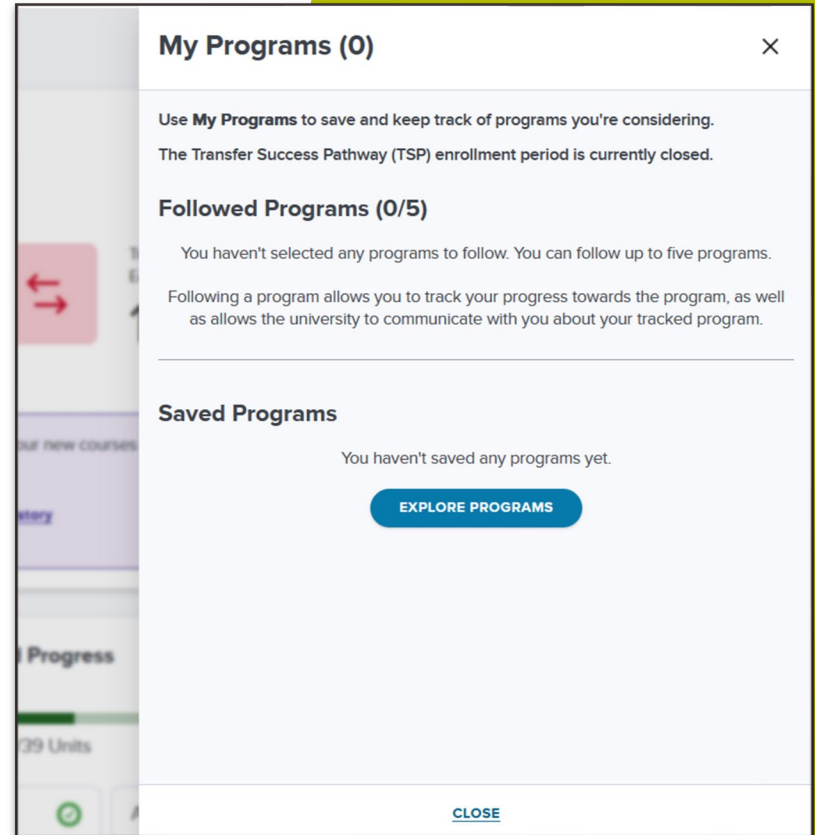 My Programs (0)
Use My Programs to save and keep track of programs you're considering.
The Transfer Success Pathway (TSP) enrollment period is currently closed.
Followed Programs (0/5)
You haven't selected any programs to follow. You can follow up to five programs.
Following a program allows you to track your progress towards the program, as well
as allows the university to communicate with you about your tracked program.
our new courses
Saved Programs
You haven't saved any programs yet.
EXPLORE PROGRAMS
Progress
/39 Units
CLOSE